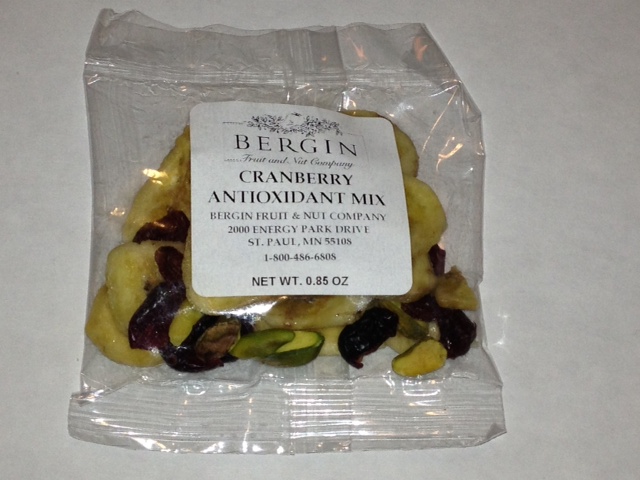 BERGIN
Fruit and Nut Company
CRANBERRY
ANTIOXIDANT MIX
BERGIN FRUIT & NUT COMPANY
2000 ENERGY PARK DRIVE
ST. PAUL, MN 55108
1-800-486-6808
NET WT. 0.85 OZ